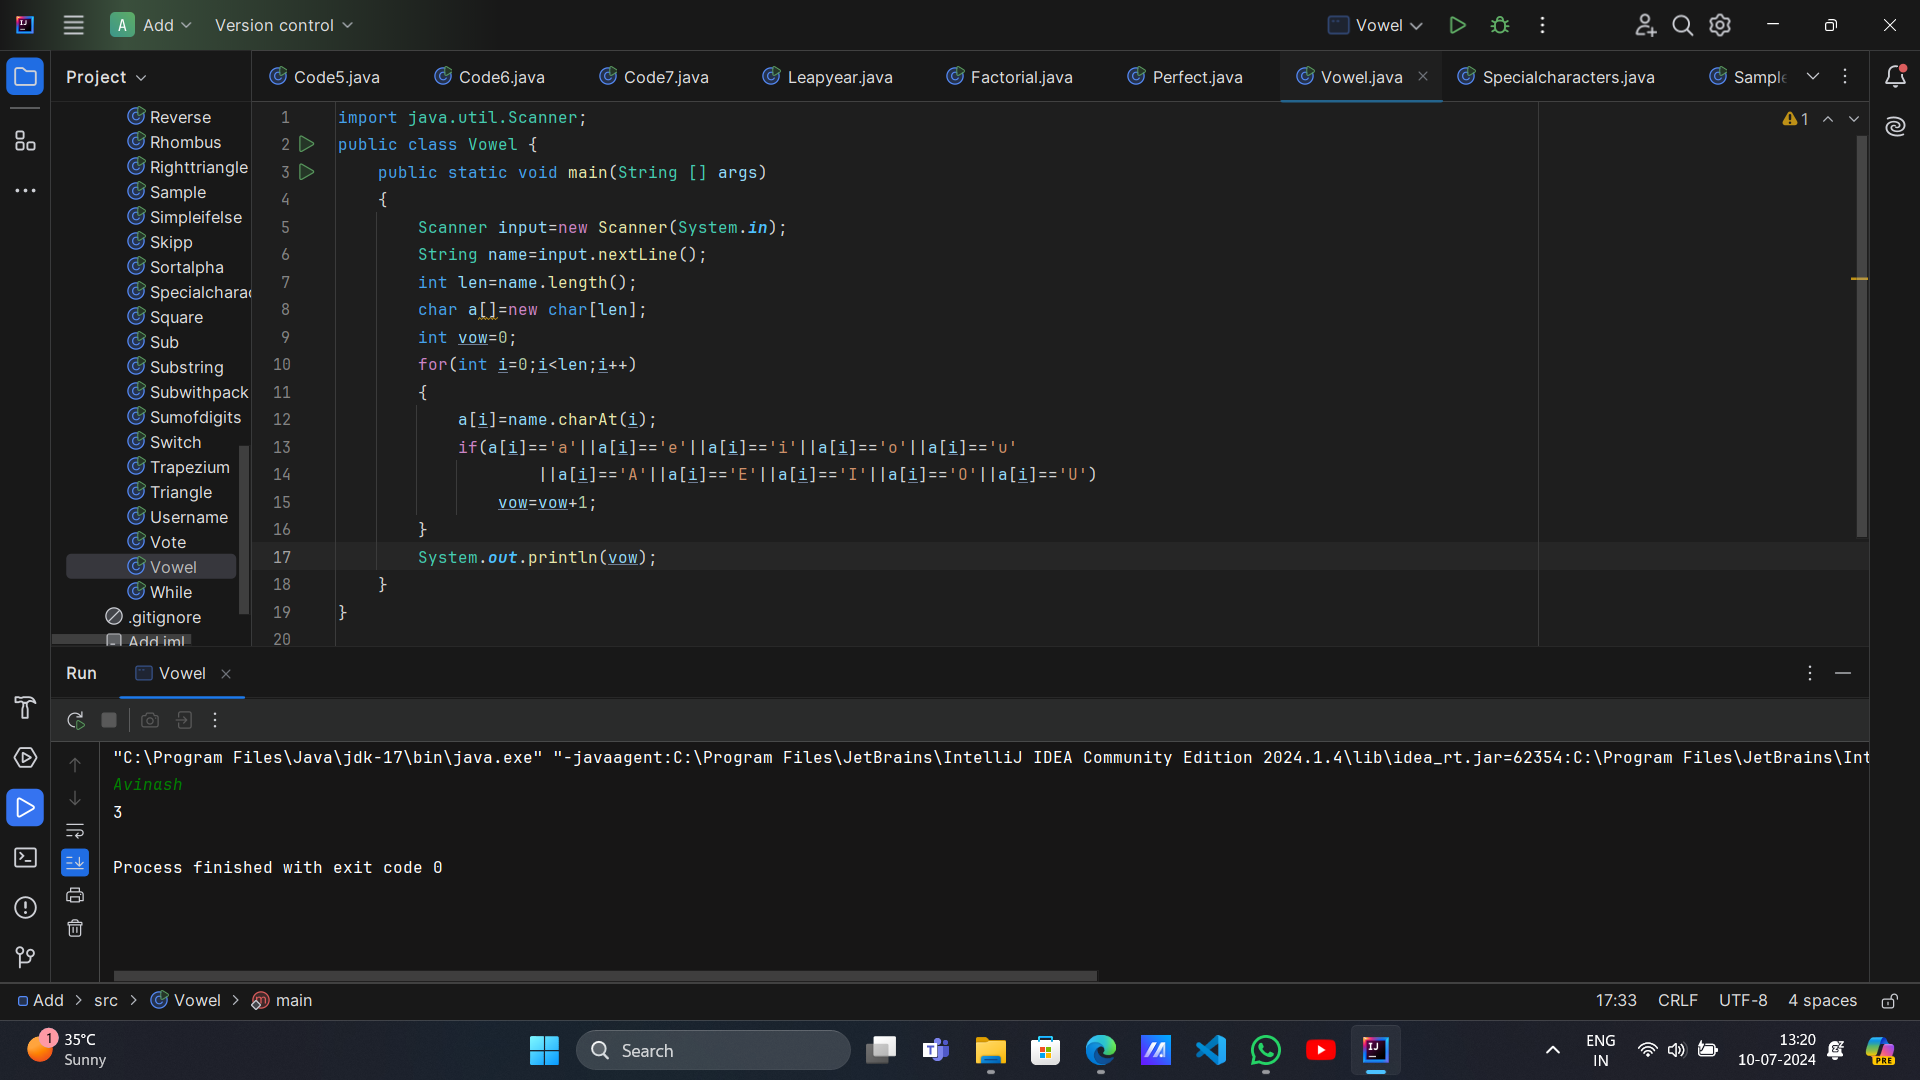 A Add Version control Vowel
Project Code5.java Code6.java Code7.java Leapyear.java Factorial.java Perfect.java Vowel.java Specialcharacters.java Sample
Reverse
Rhombus
Righttriangle
Sample
Simpleifelse
Skipp
Sortalpha
Specialcharac
Square
Sub
Substring
Subwithpack
Sumofdigits
Switch
Trapezium
Triangle
Username
Vote
Vowel
While
.gitignore
Add.iml
1 import java.util.Scanner;
2 public class Vowel {
3 public static void main(String [] args)
4 {
5 Scanner input=new Scanner(System.in);
6 String name=input.nextLine();
7 int len=name.length();
8 char a[]=new char[len];
9 int vow=0;
10 for(int i=0;i<len;i++)
11 {
12 a[i]=name.charAt(i);
13 if(a[i]=='a'||a[i]=='e'||a[i]=='i'||a[i]=='o'||a[i]=='u'
14 ||a[i]=='A'||a[i]=='E'||a[i]=='I'||a[i]=='O'||a[i]=='U')
15 vow=vow+1;
16 }
17 System.out.println(vow);
18 }
19 }
20
1
Run Vowel
"C:\Program Files\Java\jdk-17\bin\java.exe" "-javaagent:C:\Program Files\JetBrains\IntelliJ IDEA Community Edition 2024.1.4\lib\idea_rt.jar=62354:C:\Program Files\JetBrains\Int
Avinash
3
Process finished with exit code 0
Add > src > Vowel > main 17:33 CRLF UTF-8 4 spaces
1 35°C
Sunny
Search
ENG
IN
13:20
10-07-2024
PRE